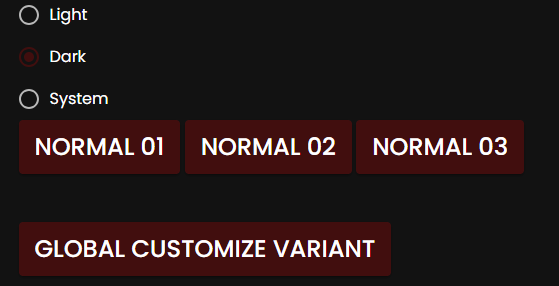 Light
Dark
System
NORMAL 01 NORMAL 02 NORMAL 03
GLOBAL CUSTOMIZE VARIANT